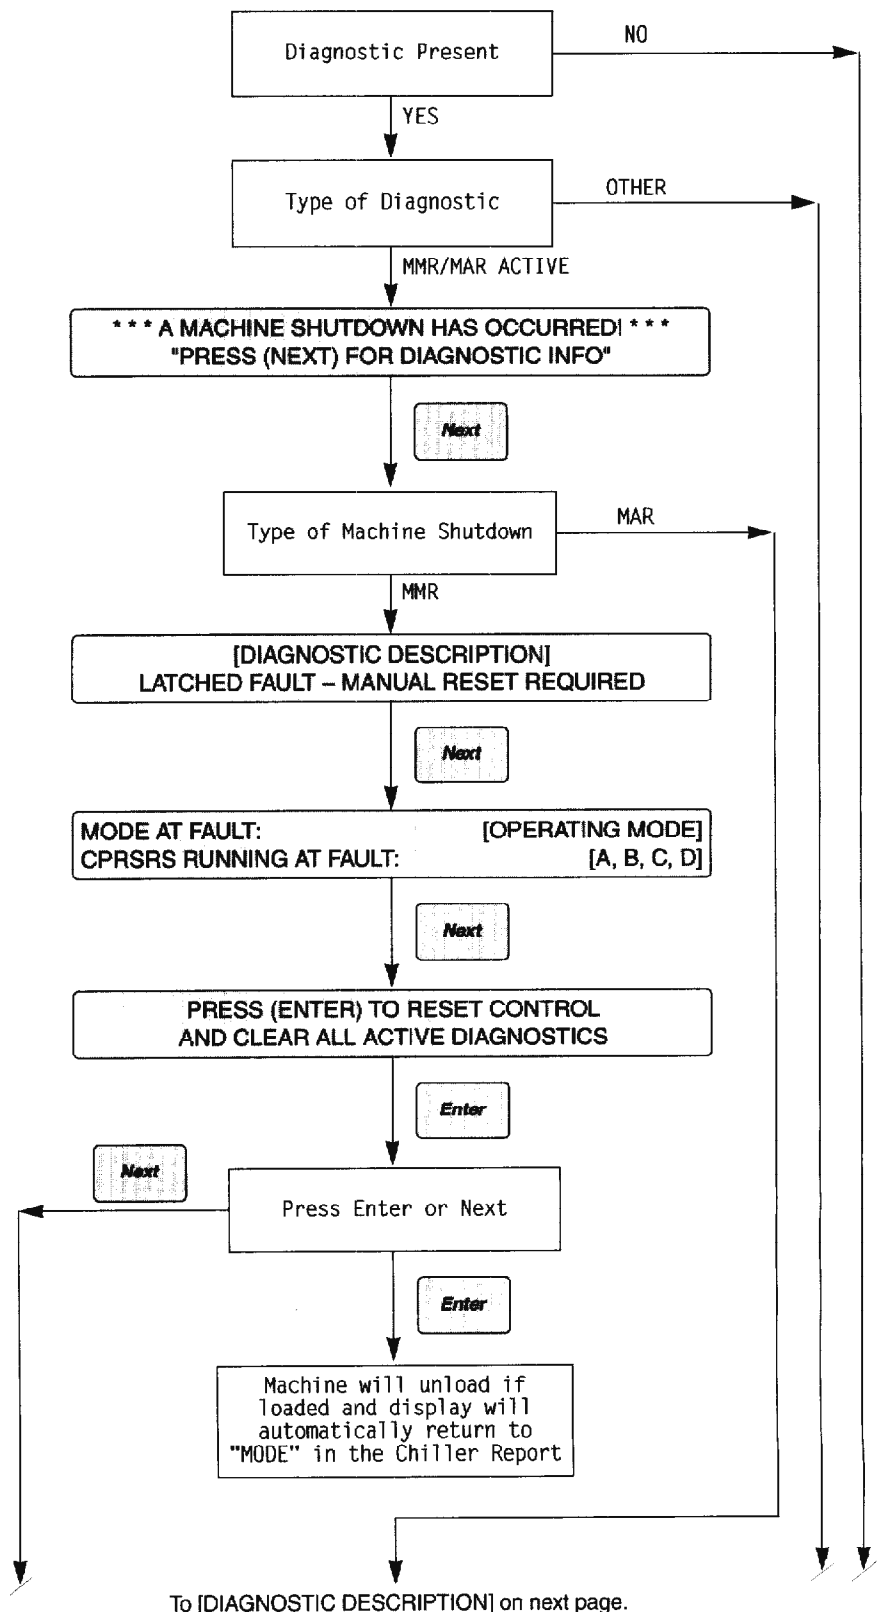 Diagnostic Present
NO
YES
Type of Diagnostic
OTHER
MMR/MAR ACTIVE
* * * A MACHINE SHUTDOWN HAS OCCURRED! * * *
"PRESS (NEXT) FOR DIAGNOSTIC INFO"
Next
Type of Machine Shutdown
MAR
MMR
[DIAGNOSTIC DESCRIPTION]
LATCHED FAULT – MANUAL RESET REQUIRED
Next
MODE AT FAULT: [OPERATING MODE]
CPRSRS RUNNING AT FAULT: [A, B, C, D]
Next
PRESS (ENTER) TO RESET CONTROL
AND CLEAR ALL ACTIVE DIAGNOSTICS
Enter
Next
Press Enter or Next
Enter
Machine will unload if
loaded and display will
automatically return to
"MODE" in the Chiller Report
To [DIAGNOSTIC DESCRIPTION] on next page.